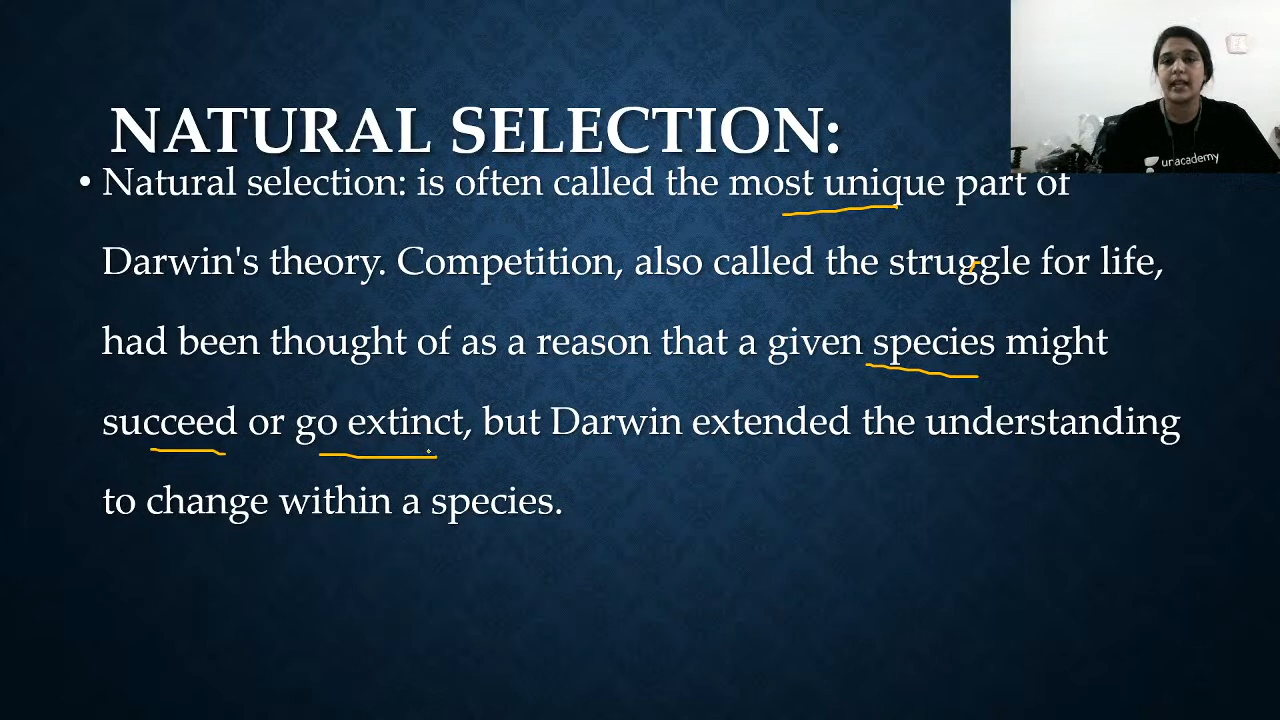 NATURAL SELECTION:
• Natural selection: is often called the most unique part of
Darwin's theory. Competition, also called the struggle for life,
had been thought of as a reason that a given species might
succeed or go extinct, but Darwin extended the understanding
to change within a species.
unacademy